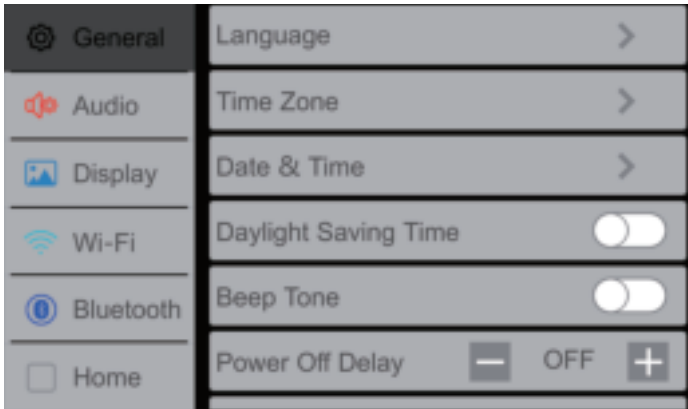 General
Audio
Display
Wi-Fi
Bluetooth
Home
Language
Time Zone
Date & Time
Daylight Saving Time
Beep Tone
Power Off Delay OFF